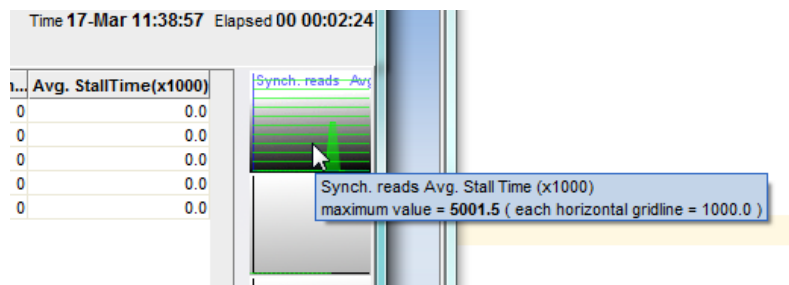 Time 17-Mar 11:38:57 Elapsed 00 00:02:24
... Avg. StallTime(x1000)
Synch. reads Avg
0 0.0
0 0.0
0 0.0
0 0.0
0 0.0
Synch. reads Avg. Stall Time (x1000)
maximum value = 5001.5 ( each horizontal gridline = 1000.0 )